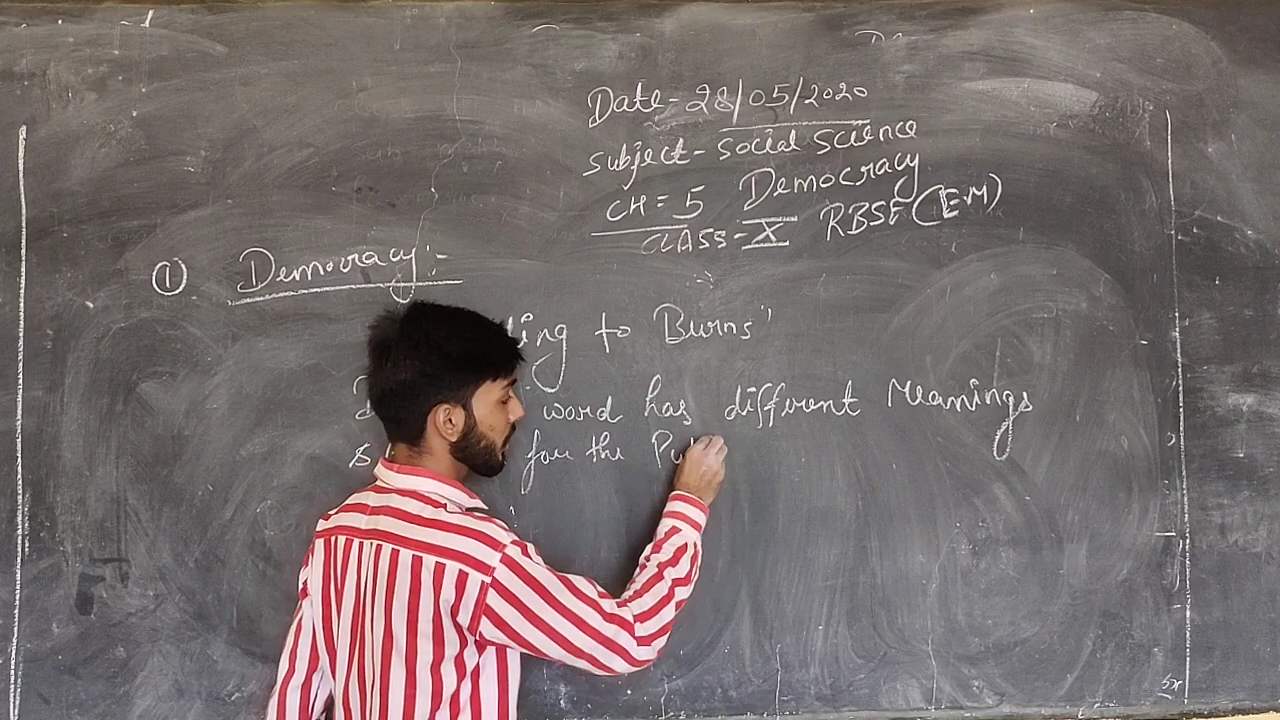 Date- 28/05/2020
Subject- Social Science
CH = 5 Democracy
CLASS- X RBSE (EM)
① Democracy:-
to Burns"
word has different Meanings
for the